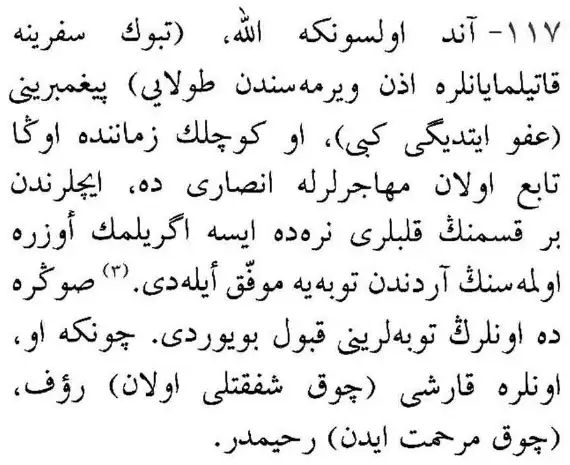 ١١٧- آند اولسونكه الله، (تبوك سفرينه
قاتيلمايانلره اذن ويرمه‌سندن طولايي) پيغمبريني
(عفو ايتديگى كبى)، او كوچلك زماننده اوڭا
تابع اولان مهاجرلرله انصارى ده، ايچلرندن
بر قسمنڭ قلبلرى نره‌ده ايسه اگريلمك أوزره
اولمه‌سنڭ آردندن توبه‌يه موفّق أيله‌دى.(٣) صوڭره
ده اونلرڭ توبه‌لرينى قبول بويوردى. چونكه او،
اونلره قارشى (چوق شفقتلى اولان) رؤف،
(چوق مرحمت ايدن) رحيمدر.